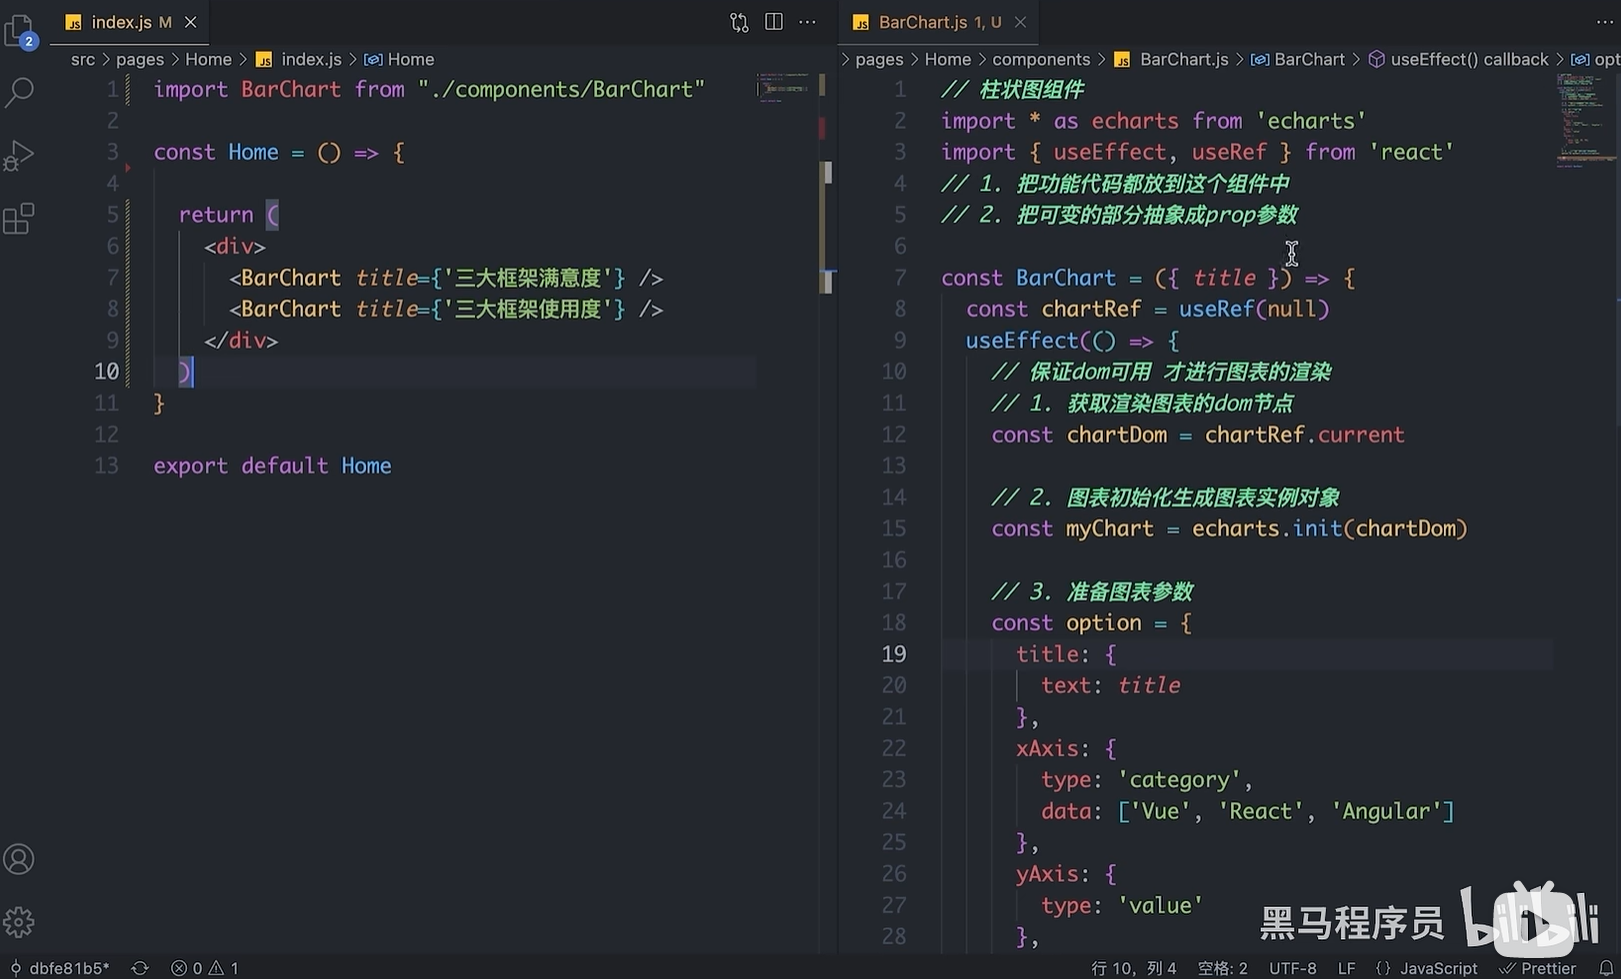 index.js M
src > pages > Home > index.js > Home
1 import BarChart from "./components/BarChart"
2
3 const Home = () => {
4
5 return (
6 <div>
7 <BarChart title={'三大框架满意度'} />
8 <BarChart title={'三大框架使用度'} />
9 </div>
10 )
11 }
12
13 export default Home
BarChart.js 1, U
> pages > Home > components > BarChart.js > BarChart > useEffect() callback > opt
1 // 柱状图组件
2 import * as echarts from 'echarts'
3 import { useEffect, useRef } from 'react'
4 // 1. 把功能代码都放到这个组件中
5 // 2. 把可变的部分抽象成prop参数
6
7 const BarChart = ({ title }) => {
8 const chartRef = useRef(null)
9 useEffect(() => {
10 // 保证dom可用 才进行图表的渲染
11 // 1. 获取渲染图表的dom节点
12 const chartDom = chartRef.current
13
14 // 2. 图表初始化生成图表实例对象
15 const myChart = echarts.init(chartDom)
16
17 // 3. 准备图表参数
18 const option = {
19 title: {
20 text: title
21 },
22 xAxis: {
23 type: 'category',
24 data: ['Vue', 'React', 'Angular']
25 },
26 yAxis: {
27 type: 'value'
28 },
2
黑马程序员 bilibili
dbfe81b5* 0 1 行 10，列 4 空格: 2 UTF-8 LF {} JavaScript Prettier